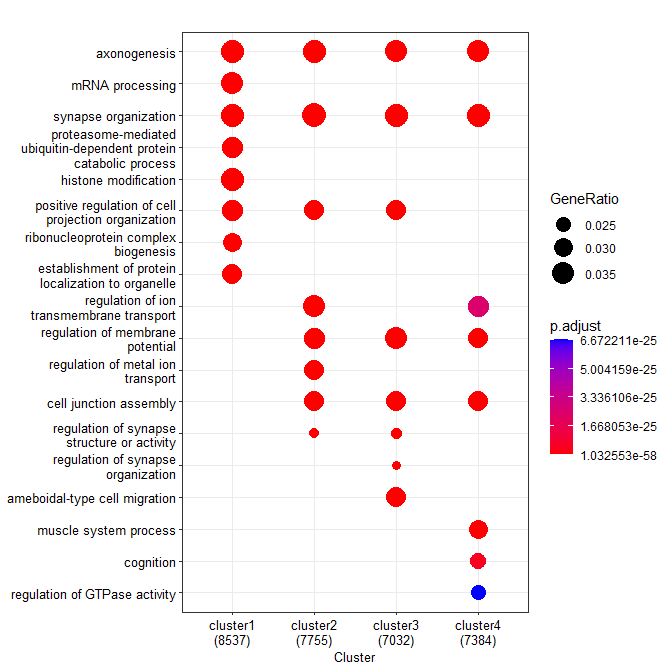 axonogenesis
mRNA processing
synapse organization
proteasome-mediated
ubiquitin-dependent protein
catabolic process
histone modification
positive regulation of cell
projection organization
ribonucleoprotein complex
biogenesis
establishment of protein
localization to organelle
regulation of ion
transmembrane transport
regulation of membrane
potential
regulation of metal ion
transport
cell junction assembly
regulation of synapse
structure or activity
regulation of synapse
organization
ameboidal-type cell migration
muscle system process
cognition
regulation of GTPase activity
cluster1 cluster2 cluster3 cluster4
(8537) (7755) (7032) (7384)
Cluster
GeneRatio
0.025
0.030
0.035
p.adjust
6.672211e-25
5.004159e-25
3.336106e-25
1.668053e-25
1.032553e-58